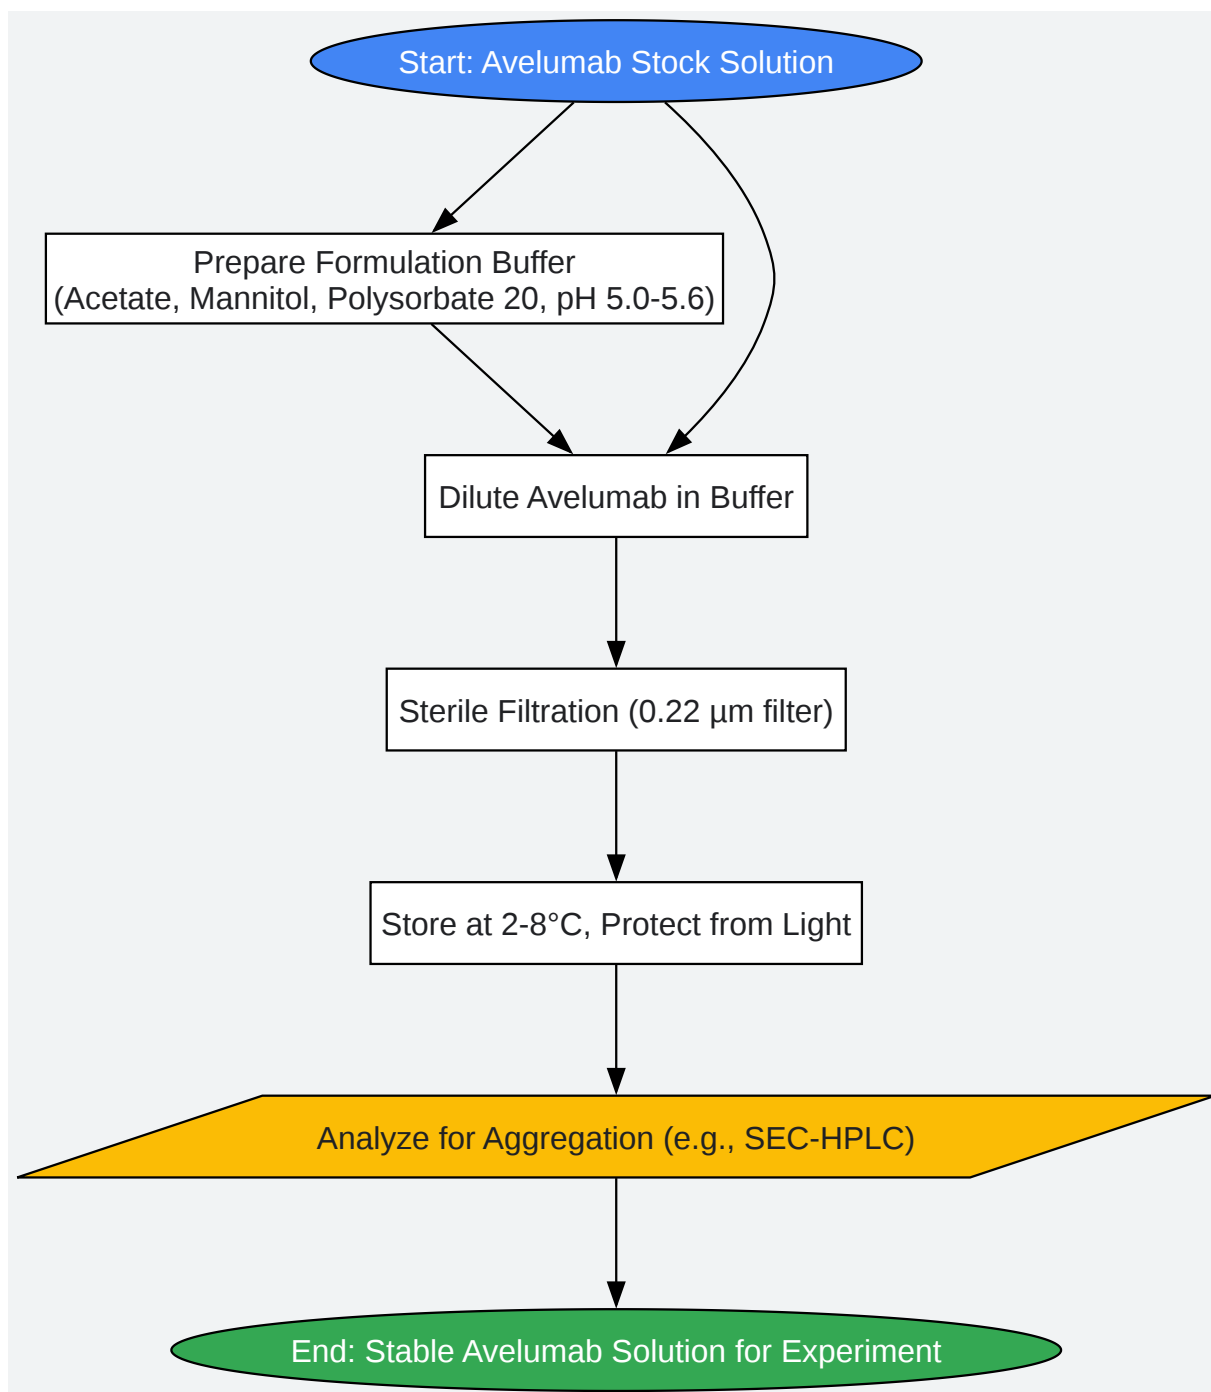 Start: Avelumab Stock Solution
Prepare Formulation Buffer
(Acetate, Mannitol, Polysorbate 20, pH 5.0-5.6)
Dilute Avelumab in Buffer
Sterile Filtration (0.22 µm filter)
Store at 2-8°C, Protect from Light
Analyze for Aggregation (e.g., SEC-HPLC)
End: Stable Avelumab Solution for Experiment